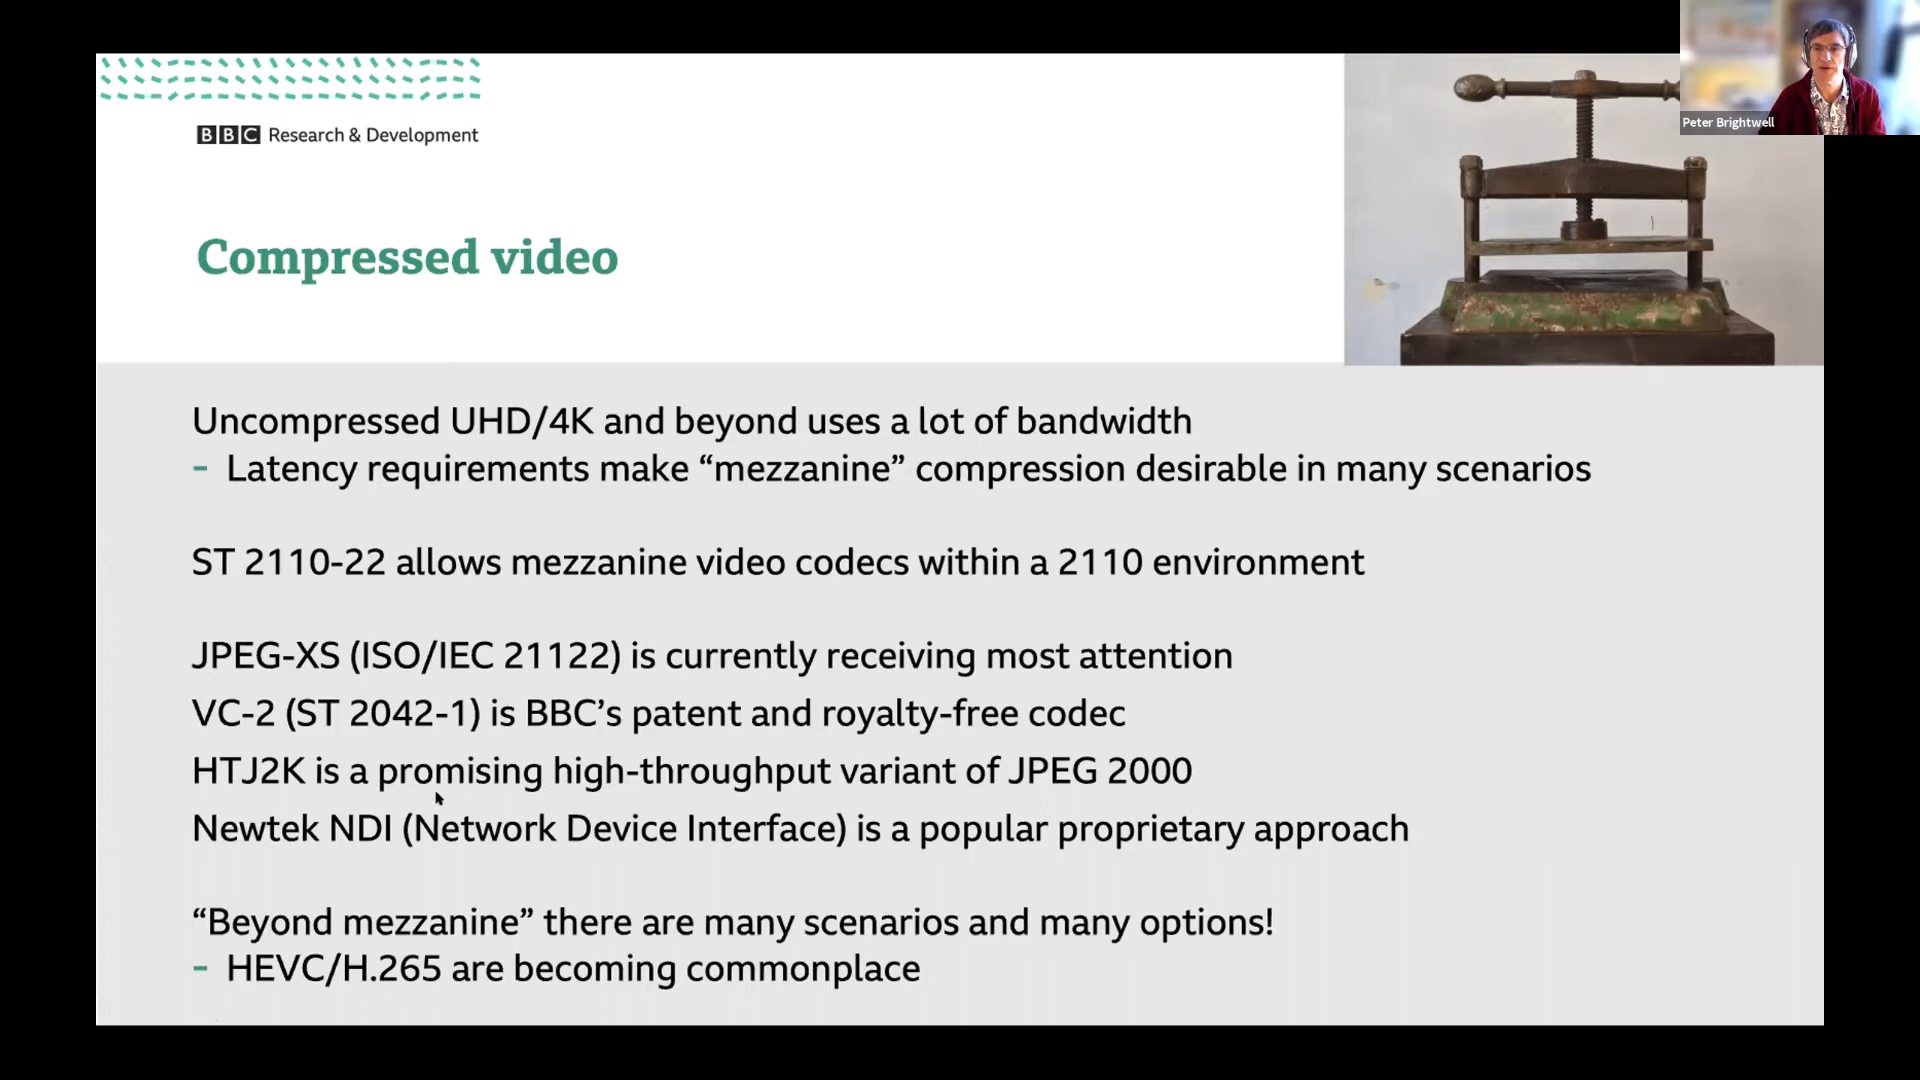 BBC Research & Development
Peter Brightwell
Compressed video
Uncompressed UHD/4K and beyond uses a lot of bandwidth
- Latency requirements make “mezzanine” compression desirable in many scenarios
ST 2110-22 allows mezzanine video codecs within a 2110 environment
JPEG-XS (ISO/IEC 21122) is currently receiving most attention
VC-2 (ST 2042-1) is BBC’s patent and royalty-free codec
HTJ2K is a promising high-throughput variant of JPEG 2000
Newtek NDI (Network Device Interface) is a popular proprietary approach
“Beyond mezzanine” there are many scenarios and many options!
- HEVC/H.265 are becoming commonplace